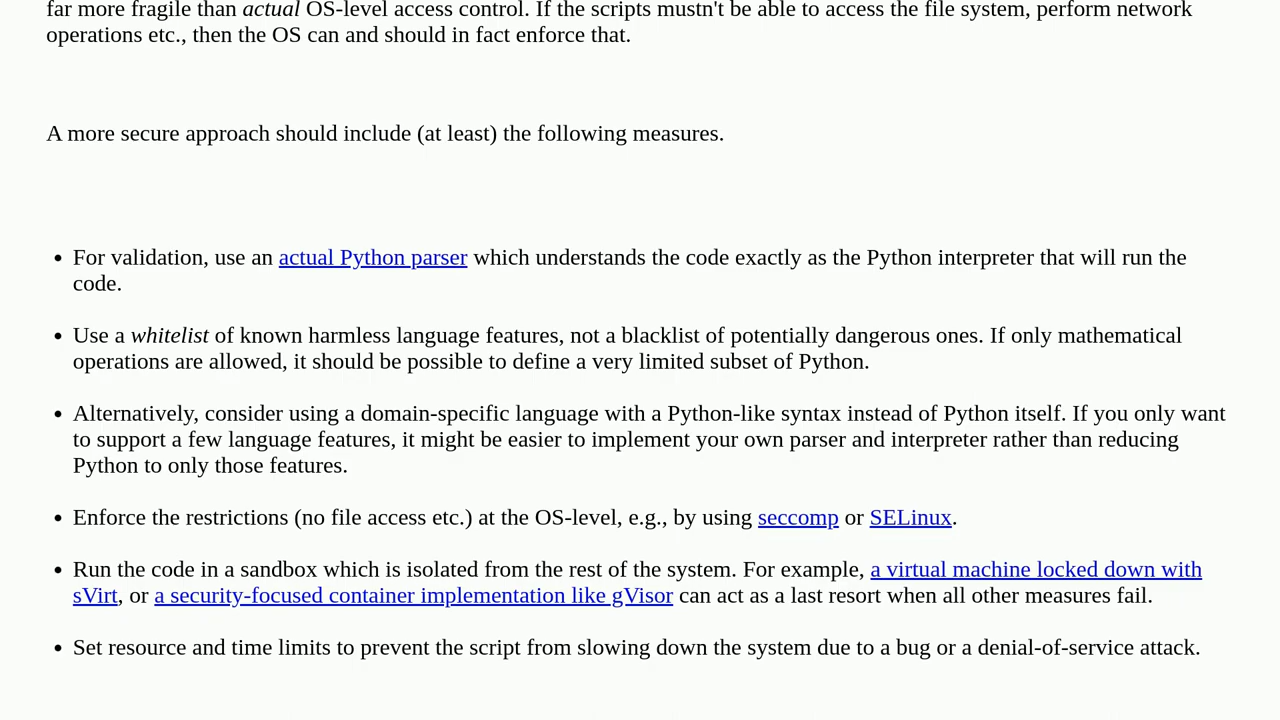 far more fragile than actual OS-level access control. If the scripts mustn't be able to access the file system, perform network
operations etc., then the OS can and should in fact enforce that.
A more secure approach should include (at least) the following measures.
• For validation, use an actual Python parser which understands the code exactly as the Python interpreter that will run the
code.
• Use a whitelist of known harmless language features, not a blacklist of potentially dangerous ones. If only mathematical
operations are allowed, it should be possible to define a very limited subset of Python.
• Alternatively, consider using a domain-specific language with a Python-like syntax instead of Python itself. If you only want
to support a few language features, it might be easier to implement your own parser and interpreter rather than reducing
Python to only those features.
• Enforce the restrictions (no file access etc.) at the OS-level, e.g., by using seccomp or SELinux.
• Run the code in a sandbox which is isolated from the rest of the system. For example, a virtual machine locked down with
sVirt, or a security-focused container implementation like gVisor can act as a last resort when all other measures fail.
• Set resource and time limits to prevent the script from slowing down the system due to a bug or a denial-of-service attack.